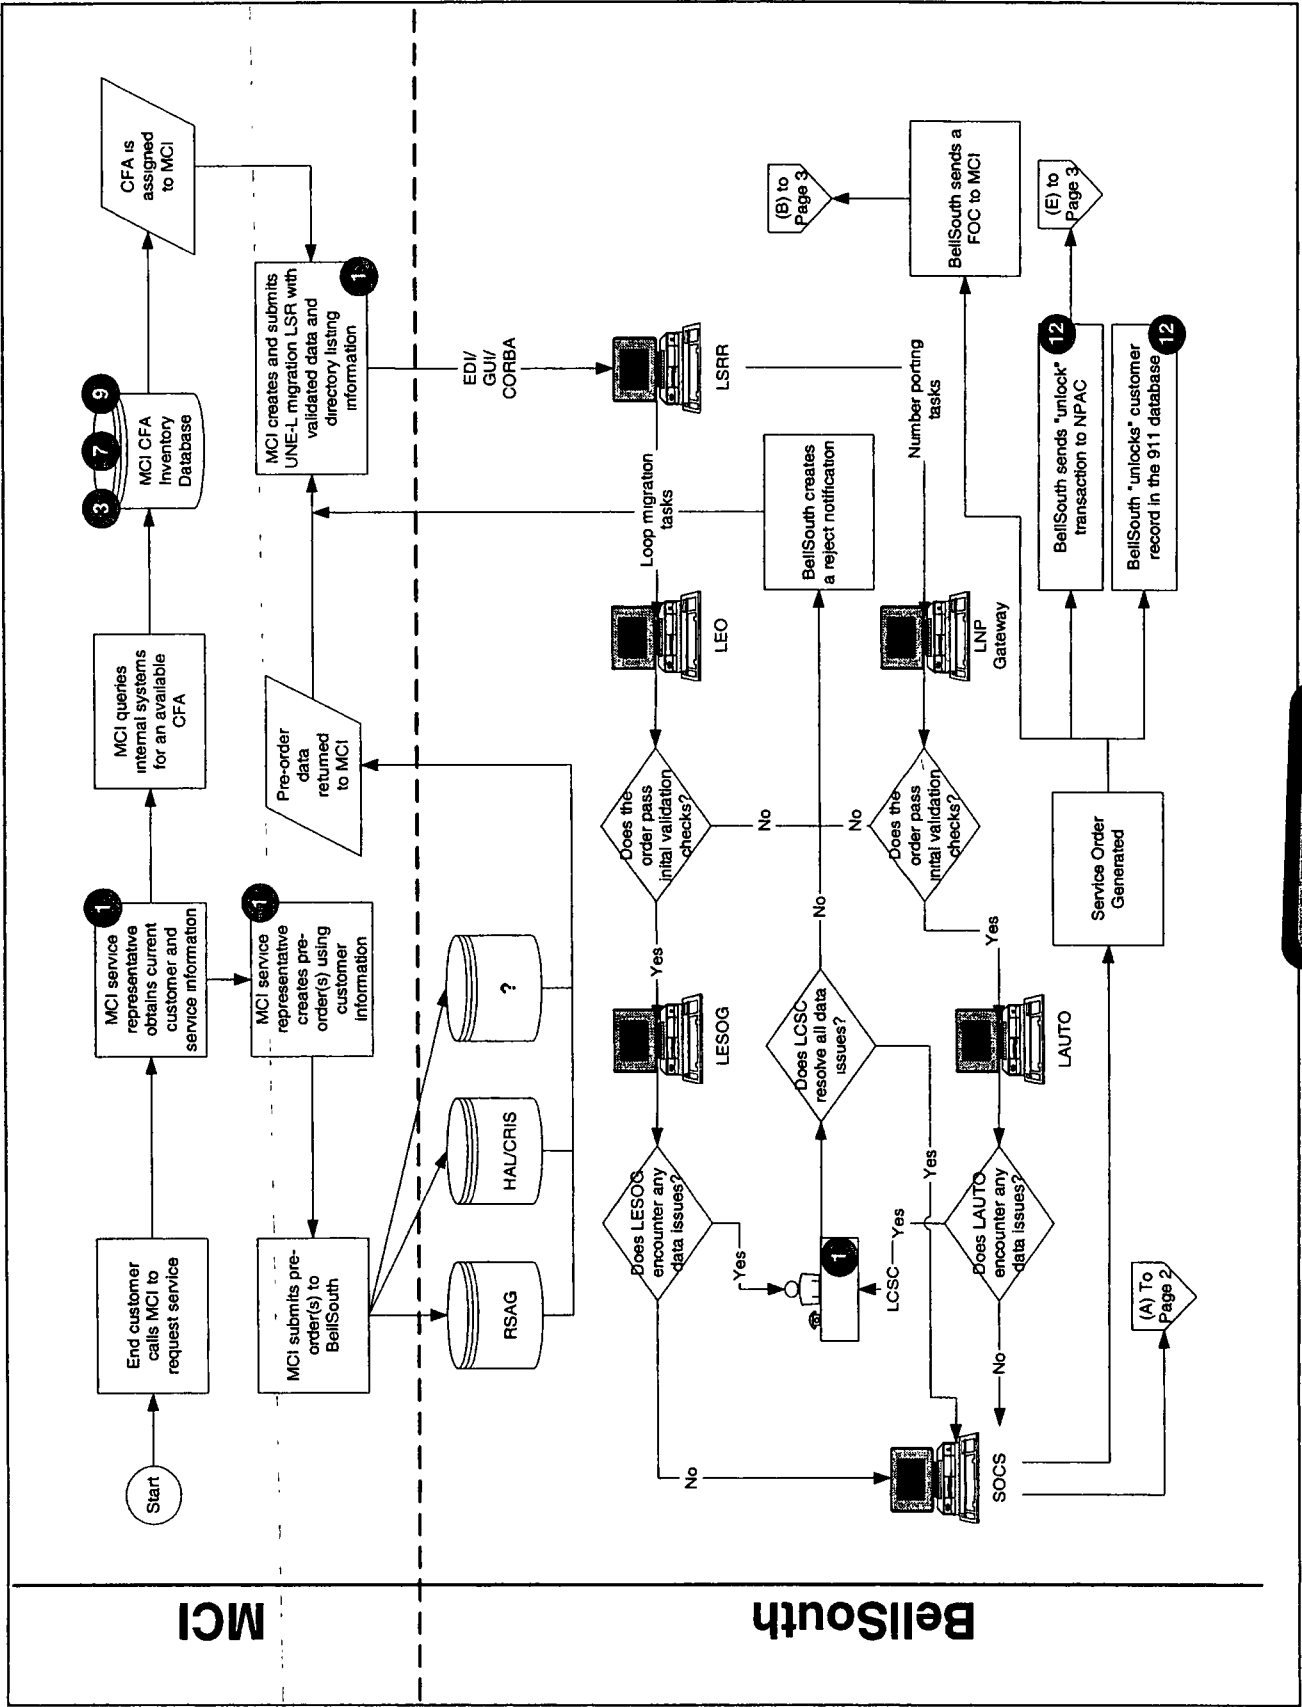 MCI
Start
End customer
calls MCI to
request service
1
MCI service
representative
obtains current
customer and
service information
MCI queries
internal systems
for an available
CFA
3
7
9
MCI CFA
Inventory
Database
CFA is
assigned
to MCI
MCI submits pre-
order(s) to
BellSouth
1
MCI service
representative
creates pre-
order(s) using
customer
information
Pre-order
data
returned
to MCI
MCI creates and submits
UNE-L migration LSR with
validated data and
directory listing
information
1
BellSouth
RSAG
HAL/CRIS
?
EDI/
GUI/
CORBA
LSRR
Loop migration
tasks
Number porting
tasks
LEO
LNP
Gateway
Does the
order pass
inital validation
checks?
No
Yes
Does the
order pass
inital validation
checks?
No
Yes
BellSouth creates
a reject notification
LESOG
LAUTO
Does LESOG
encounter any
data issues?
Yes
No
Does LAUTO
encounter any
data issues?
Yes
No
LCSC
1
Does LCSC
resolve all data
issues?
No
Yes
SOCS
(A) To
Page 2
Service Order
Generated
BellSouth sends a
FOC to MCI
(B) to
Page 3
BellSouth sends "unlock"
transaction to NPAC
12
(E) to
Page 3
BellSouth "unlocks" customer
record in the 911 database
12